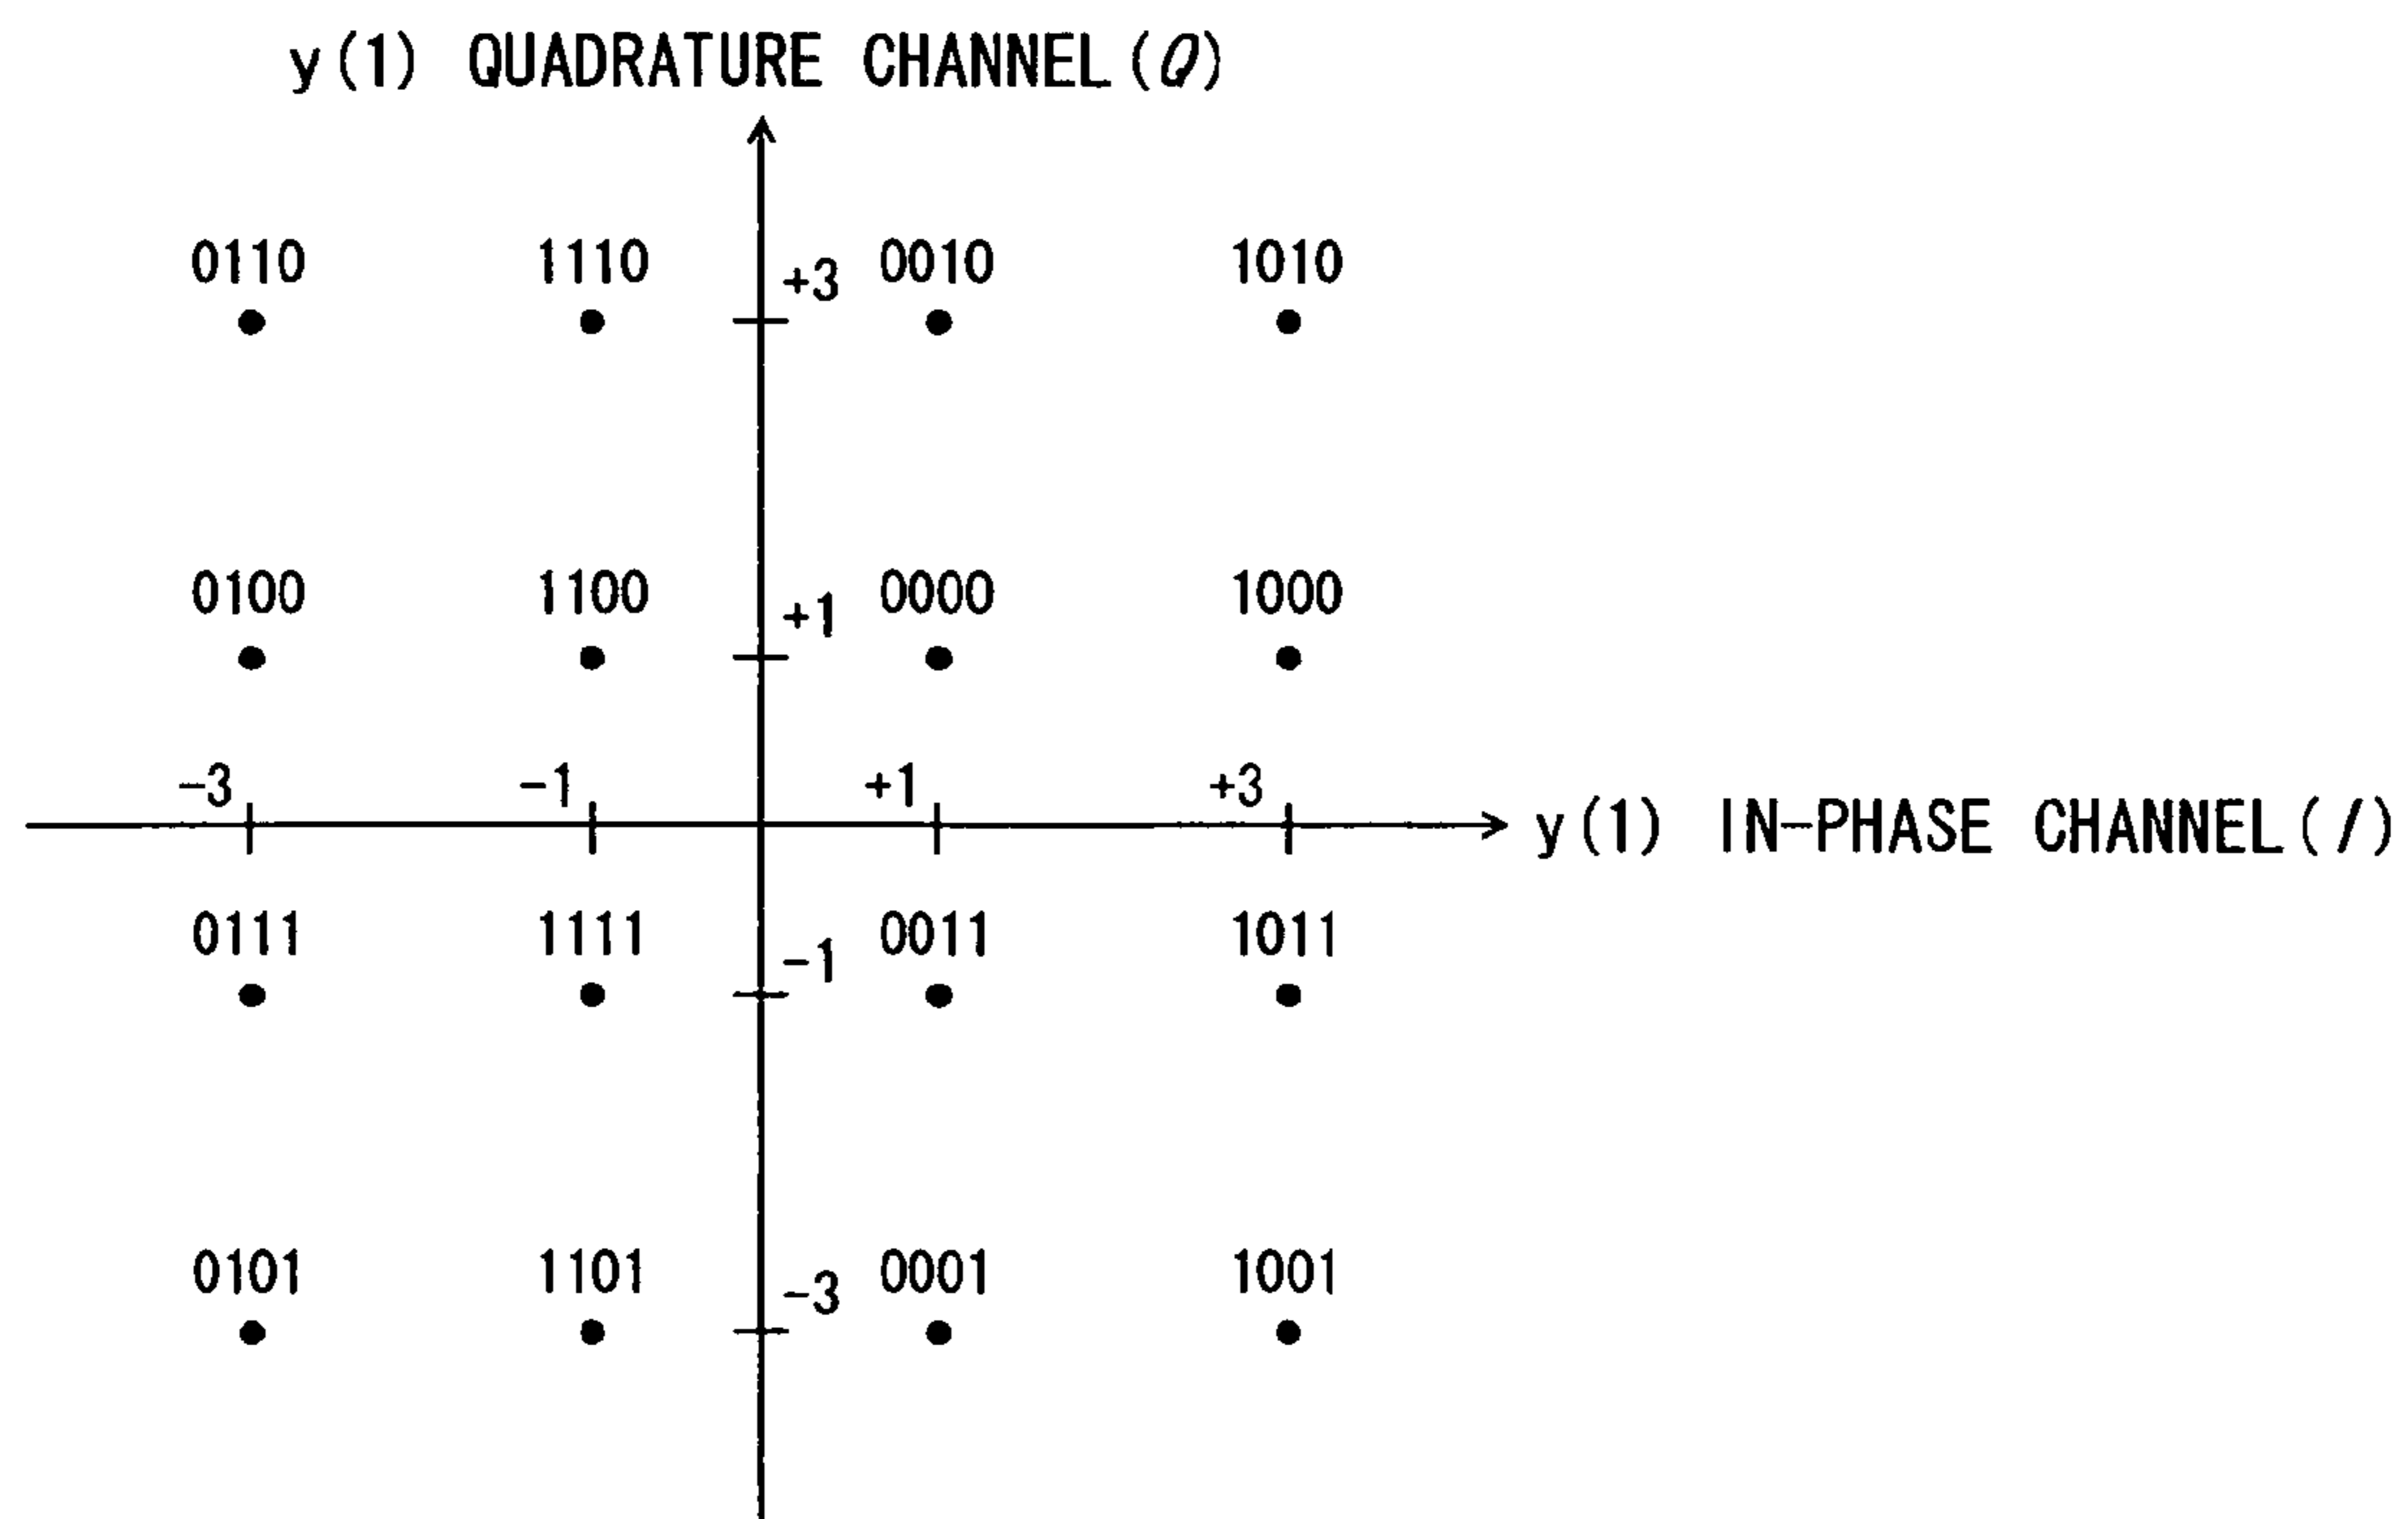 y(1) QUADRATURE CHANNEL(Q)
0110 1110 +3 0010 1010
0100 1100 +1 0000 1000
-3 -1 +1 +3
y(1) IN-PHASE CHANNEL(I)
0111 1111 -1 0011 1011
0101 1101 -3 0001 1001